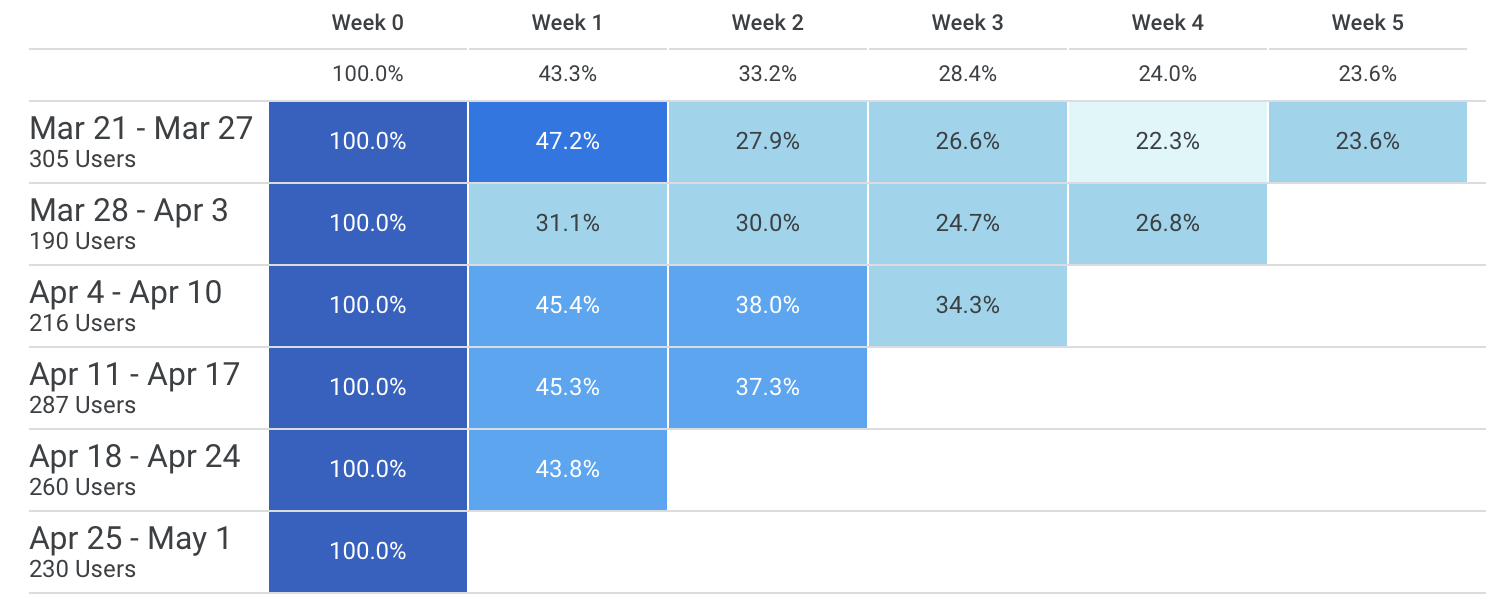 Week 0 Week 1 Week 2 Week 3 Week 4 Week 5
100.0% 43.3% 33.2% 28.4% 24.0% 23.6%
Mar 21 - Mar 27
305 Users
100.0% 47.2% 27.9% 26.6% 22.3% 23.6%
Mar 28 - Apr 3
190 Users
100.0% 31.1% 30.0% 24.7% 26.8%
Apr 4 - Apr 10
216 Users
100.0% 45.4% 38.0% 34.3%
Apr 11 - Apr 17
287 Users
100.0% 45.3% 37.3%
Apr 18 - Apr 24
260 Users
100.0% 43.8%
Apr 25 - May 1
230 Users
100.0%